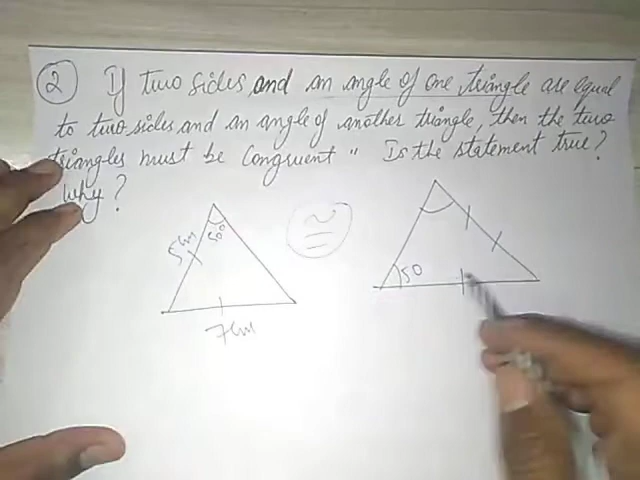 ② If two sides and an angle of one triangle are equal
to two sides and an angle of another triangle, then the two
triangles must be congruent " Is the statement true?
Why?
≅
5cm
50°
50
7cm